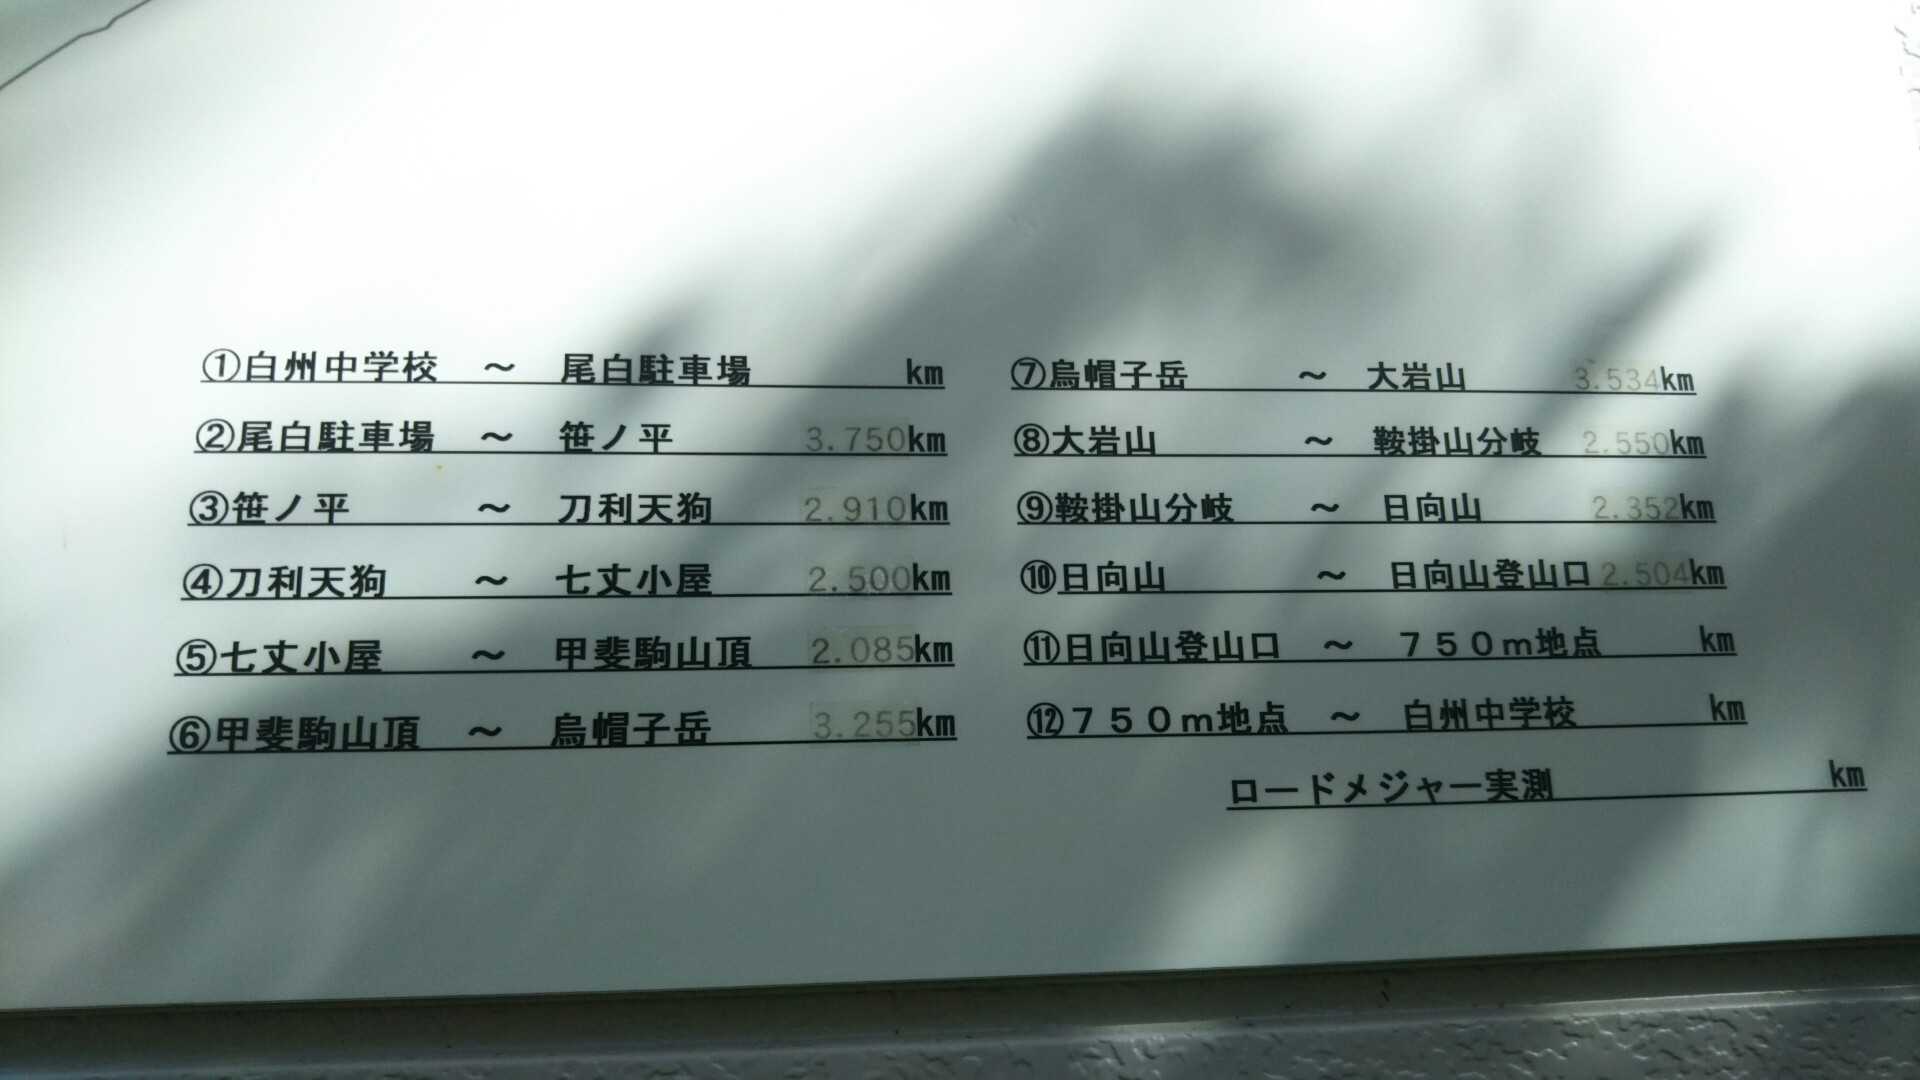 ①白州中学校 ～ 尾白駐車場 km
②尾白駐車場 ～ 笹ノ平 3.750km
③笹ノ平 ～ 刀利天狗 2.910km
④刀利天狗 ～ 七丈小屋 2.500km
⑤七丈小屋 ～ 甲斐駒山頂 2.085km
⑥甲斐駒山頂 ～ 烏帽子岳 3.255km
⑦烏帽子岳 ～ 大岩山 3.534km
⑧大岩山 ～ 鞍掛山分岐 2.550km
⑨鞍掛山分岐 ～ 日向山 2.352km
⑩日向山 ～ 日向山登山口 2.504km
⑪日向山登山口 ～ ７５０ｍ地点 km
⑫７５０ｍ地点 ～ 白州中学校 km
ロードメジャー実測 km